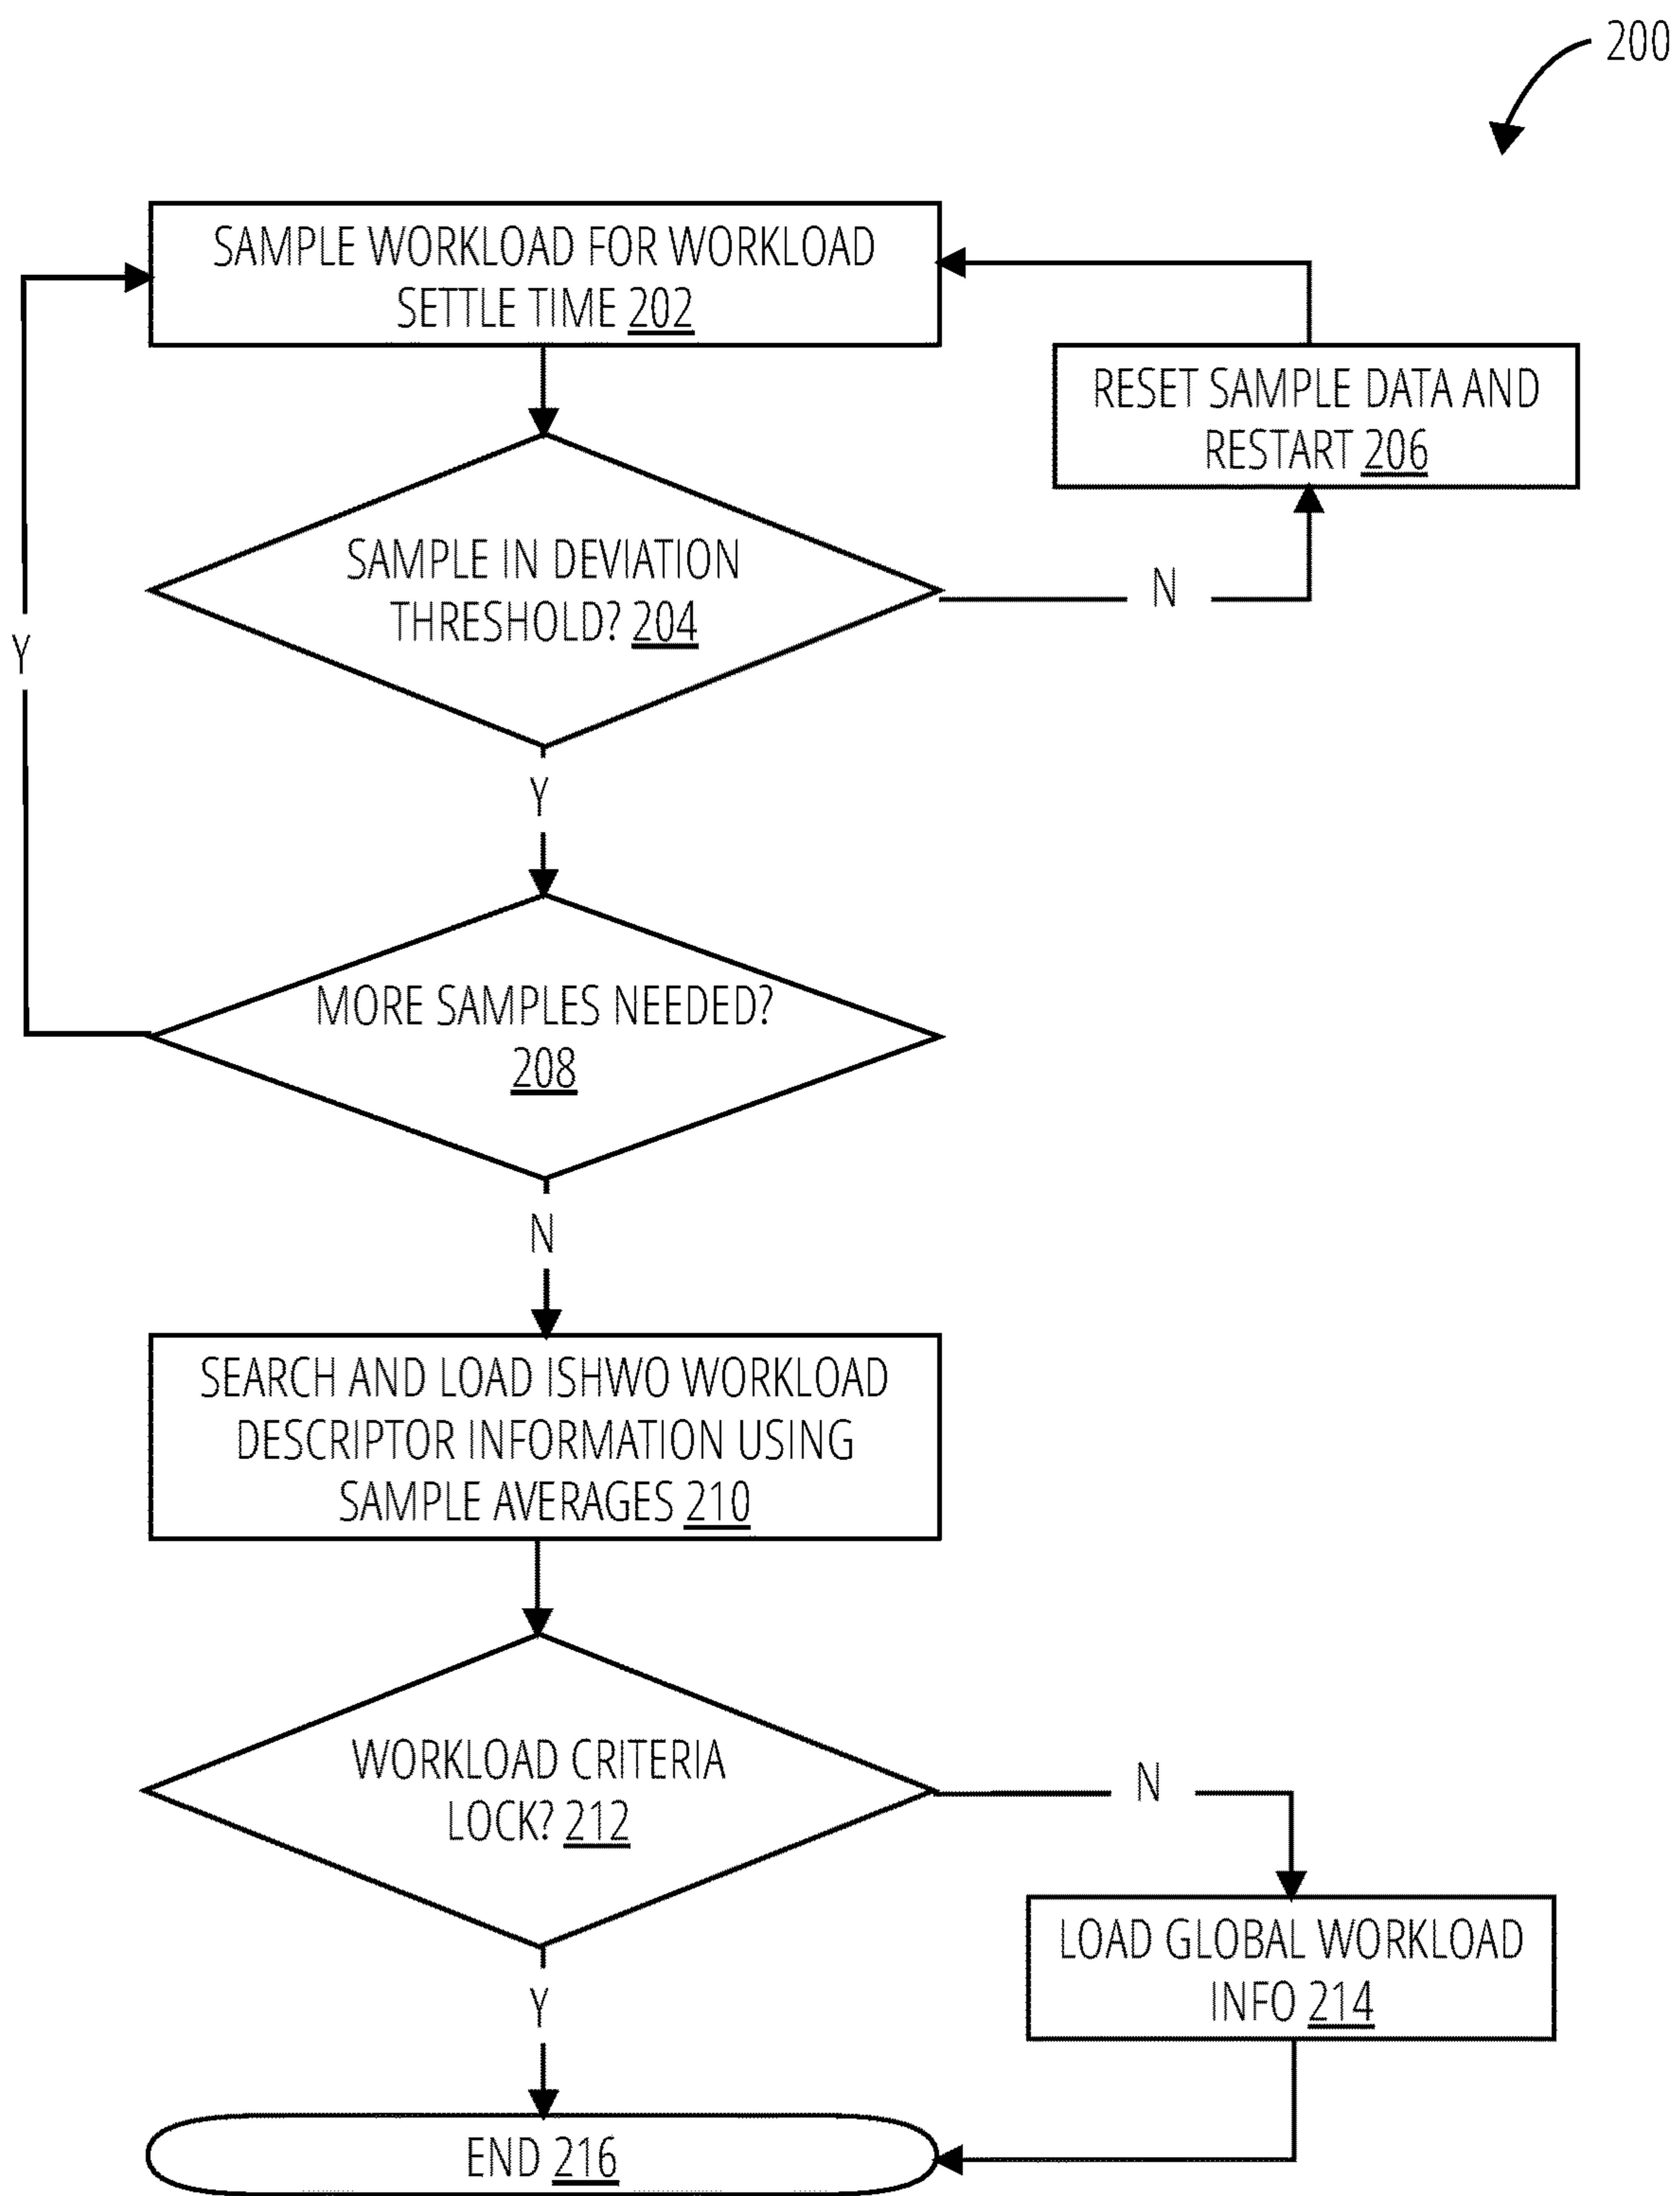 200
SAMPLE WORKLOAD FOR WORKLOAD
SETTLE TIME 202
RESET SAMPLE DATA AND
RESTART 206
SAMPLE IN DEVIATION
THRESHOLD? 204
N
Y
Y
MORE SAMPLES NEEDED?
208
N
SEARCH AND LOAD ISHWO WORKLOAD
DESCRIPTOR INFORMATION USING
SAMPLE AVERAGES 210
WORKLOAD CRITERIA
LOCK? 212
N
LOAD GLOBAL WORKLOAD
INFO 214
Y
END 216